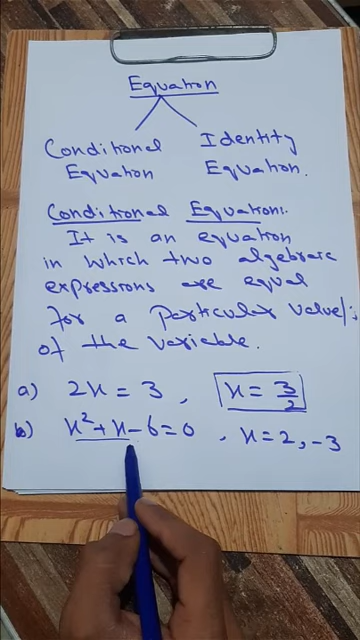 Equation
Conditional Identity
Equation Equation.
Conditional Equation:-
It is an equation
in which two algebraic
expressions are equal
for a particular value/s
of the variable.
a) 2x = 3 , x = 3/2
b) x² + x - 6 = 0 , x = 2, -3